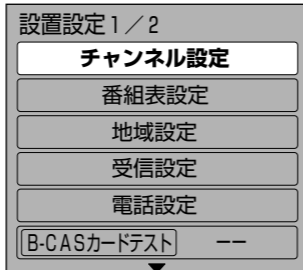 設置設定1／2
チャンネル設定
番組表設定
地域設定
受信設定
電話設定
B-CASカードテスト −−